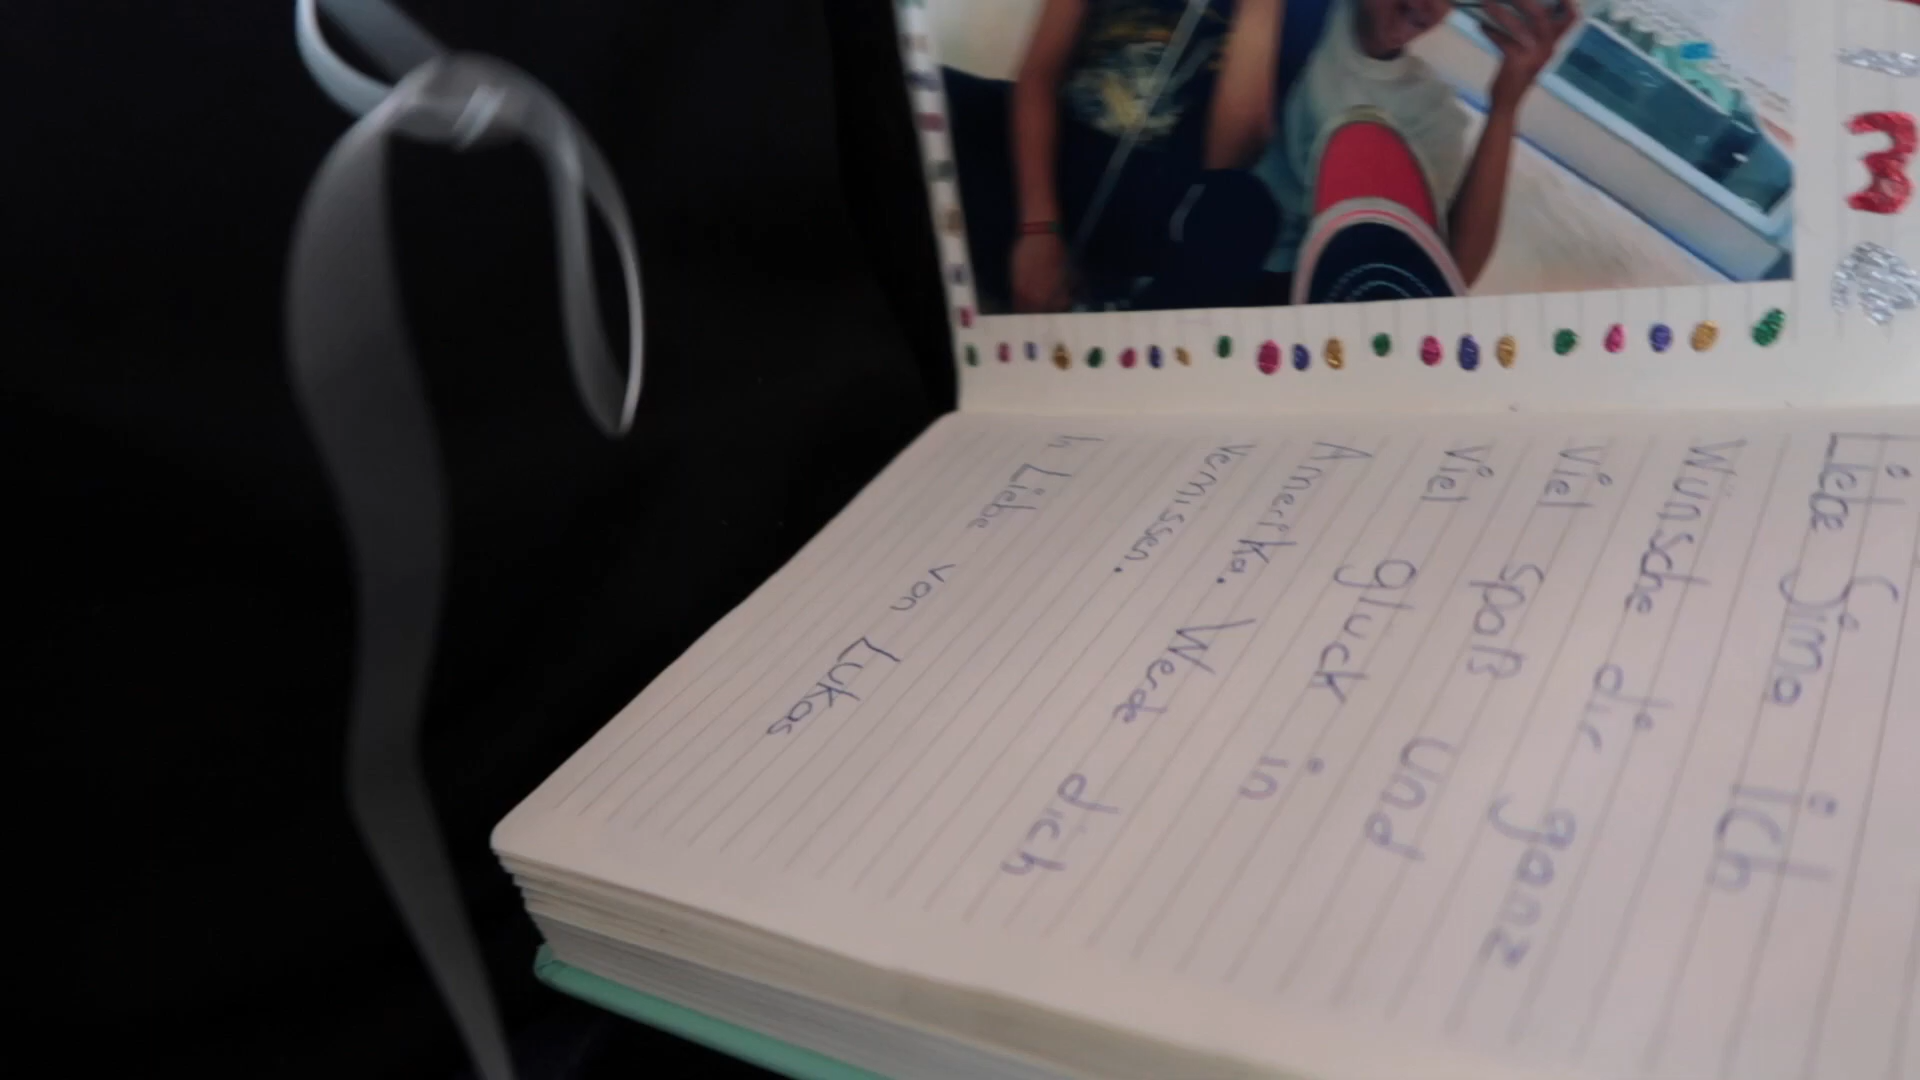 Liebe Sima ich
Wünsche dir ganz
Viel spaß und
Viel glück in
Amerika. Werde dich
Vermissen.
In Liebe von Lukas